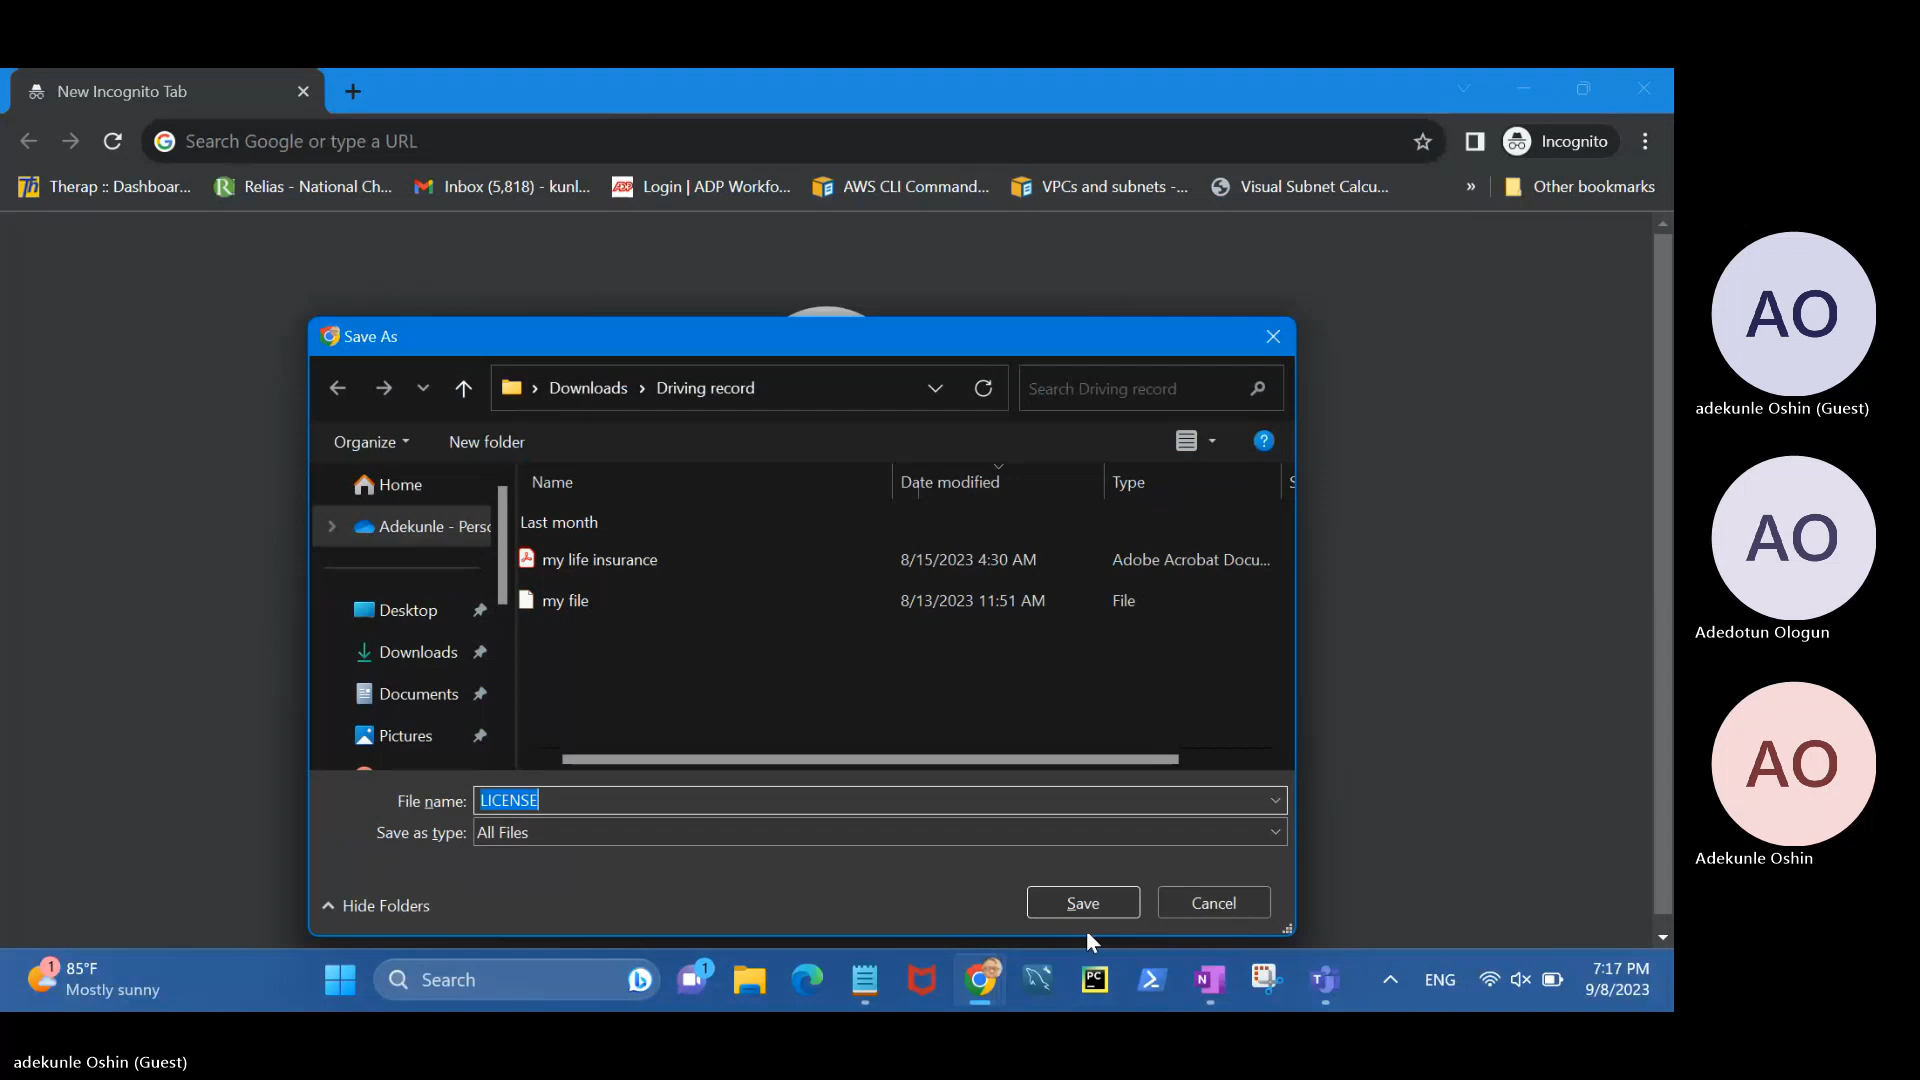 New Incognito Tab
Search Google or type a URL
Incognito
Therap :: Dashboar... Relias - National Ch... Inbox (5,818) - kunl... Login | ADP Workfo... AWS CLI Command... VPCs and subnets -... Visual Subnet Calcu... » Other bookmarks
Save As
Downloads › Driving record
Search Driving record
Organize New folder
Home
Adekunle - Perso
Desktop
Downloads
Documents
Pictures
Name Date modified Type
Last month
my life insurance 8/15/2023 4:30 AM Adobe Acrobat Docu...
my file 8/13/2023 11:51 AM File
File name: LICENSE
Save as type: All Files
Hide Folders
Save Cancel
1
85°F
Mostly sunny
Search
1
PC
N
T
ENG
7:17 PM
9/8/2023
AO
adekunle Oshin (Guest)
AO
Adedotun Ologun
AO
Adekunle Oshin
adekunle Oshin (Guest)